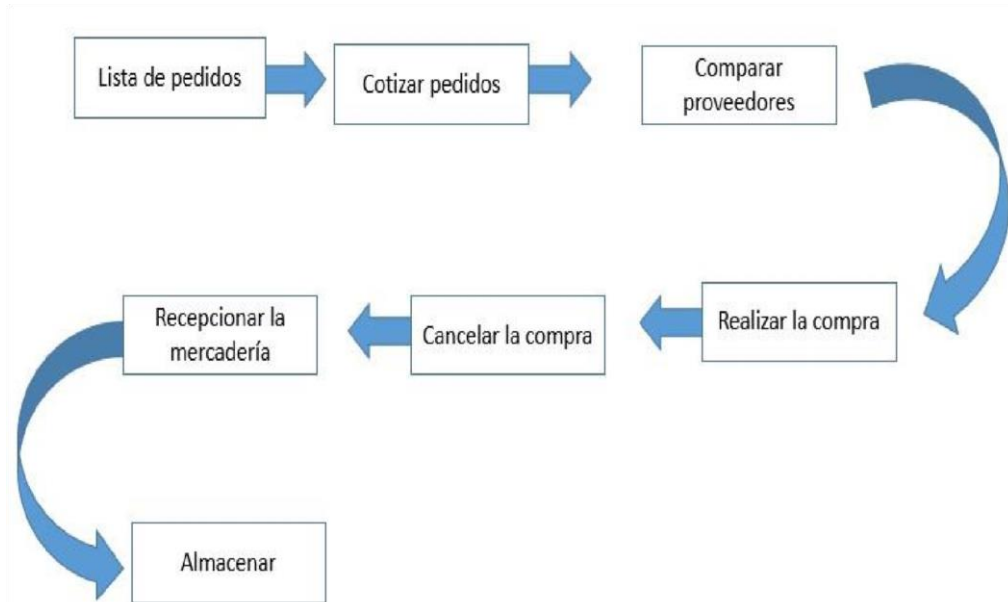 Lista de pedidos
Cotizar pedidos
Comparar
proveedores
Realizar la compra
Cancelar la compra
Recepcionar la
mercadería
Almacenar